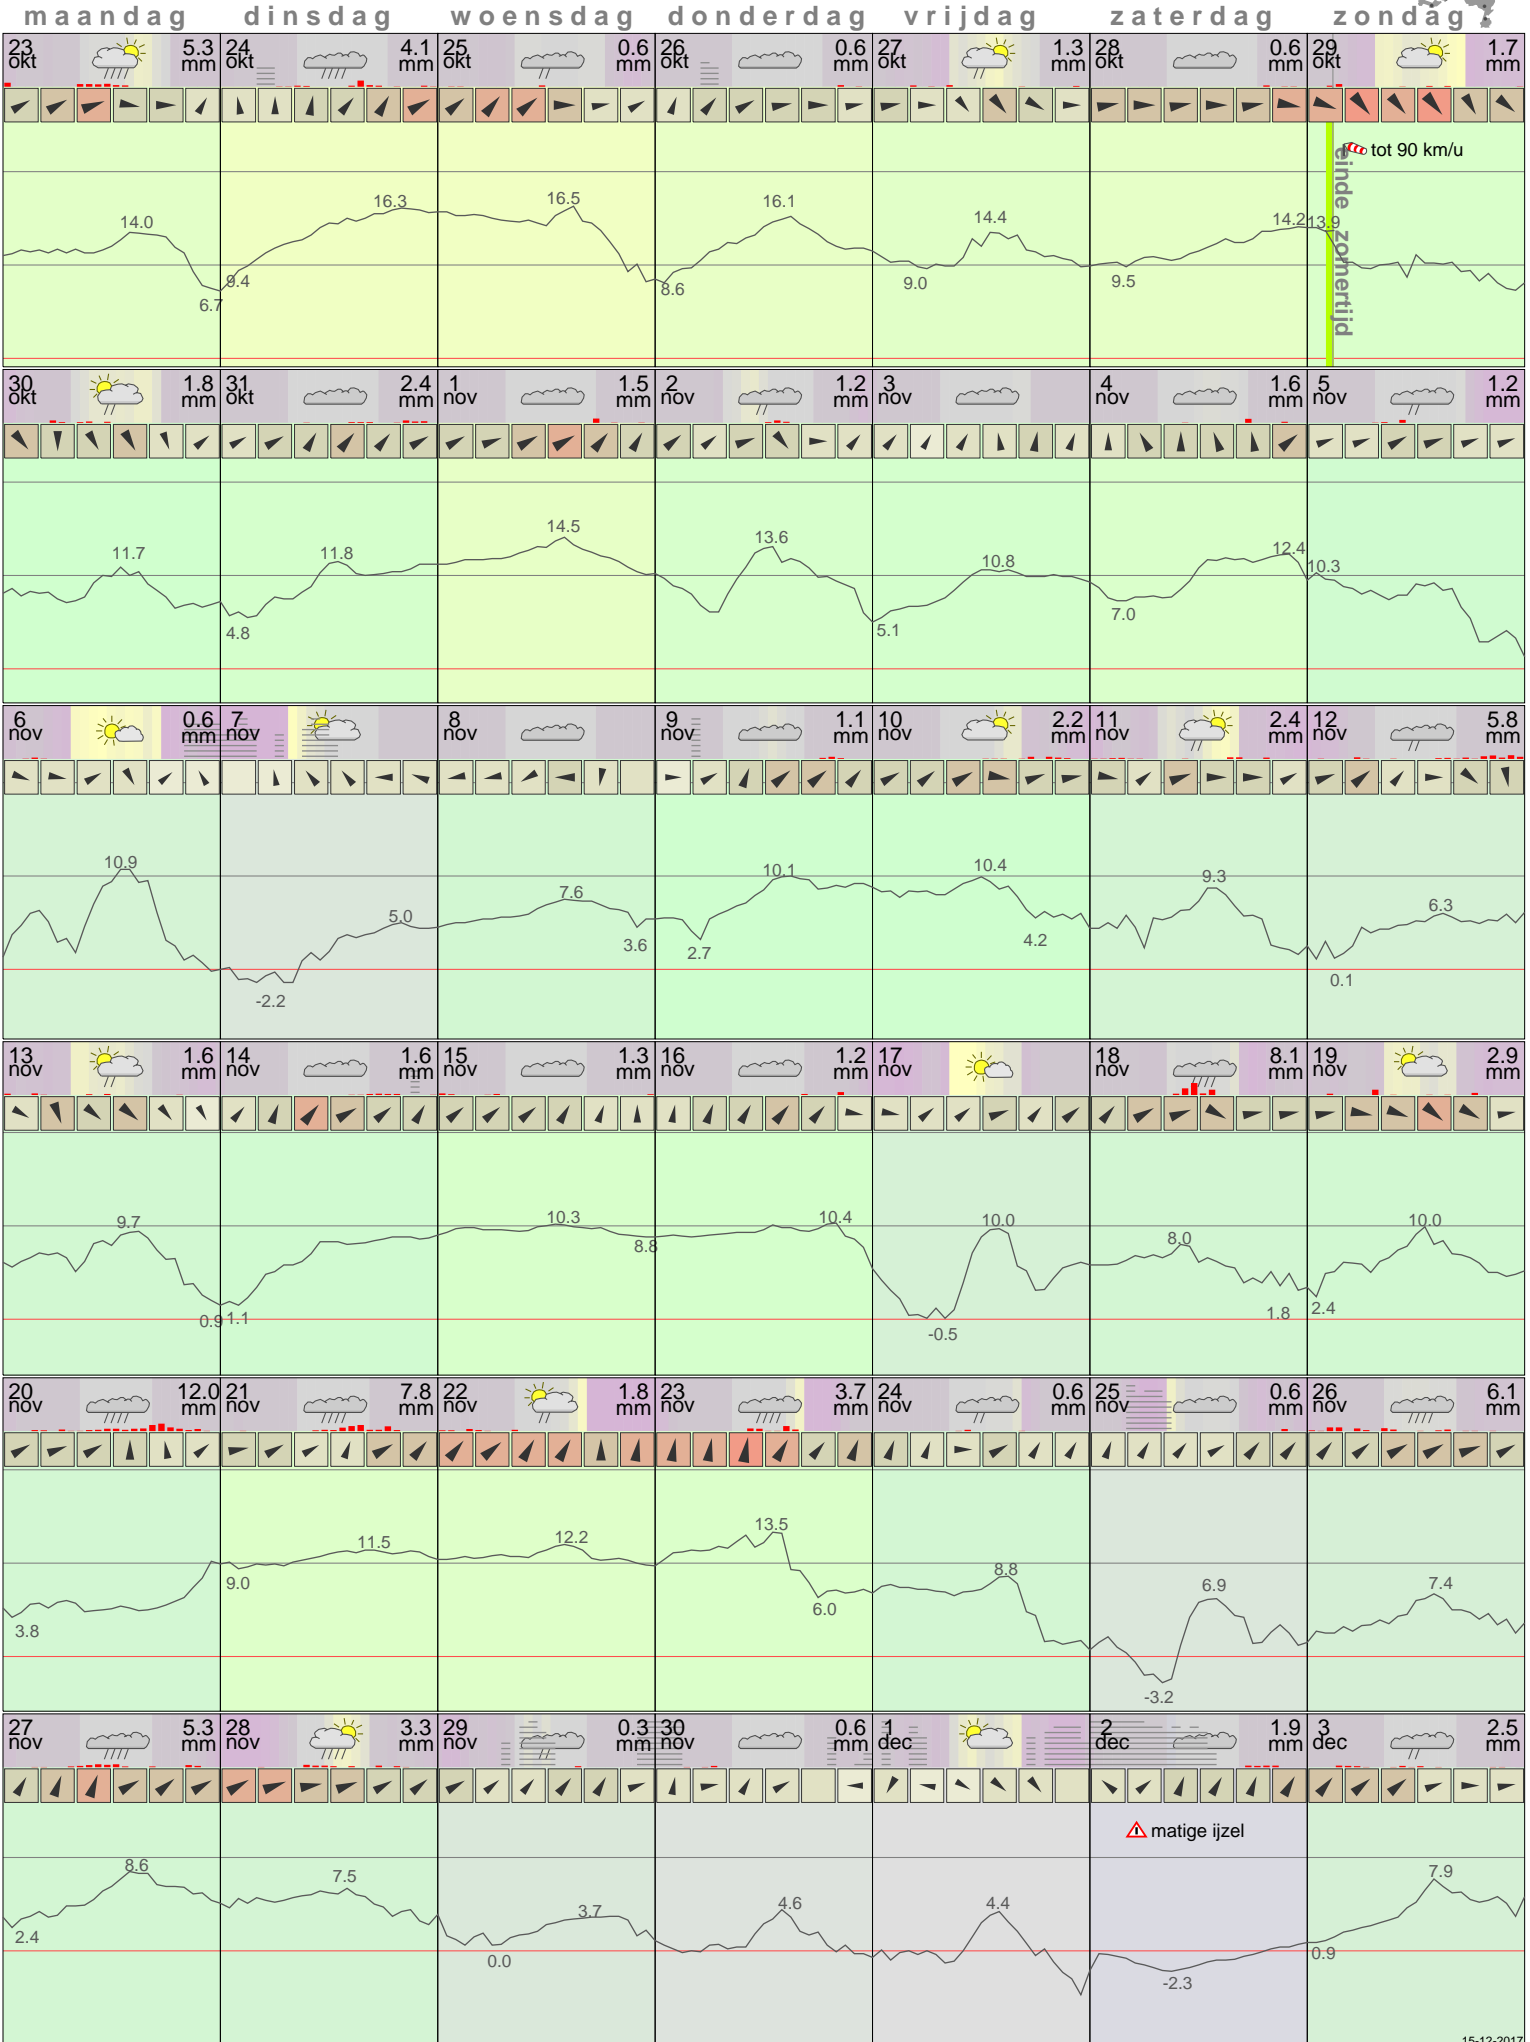 maandag dinsdag woensdag donderdag vrijdag zaterdag zondag
23 okt 5.3 mm 24 okt 4.1 mm 25 okt 0.6 mm 26 okt 0.6 mm 27 okt 1.3 mm 28 okt 0.6 mm 29 okt 1.7 mm
tot 90 km/u
einde zomertijd
14.0 6.7 9.4 16.3 16.5 8.6 16.1 9.0 14.4 9.5 14.2 13.9
30 okt 1.8 mm 31 okt 2.4 mm 1 nov 1.5 mm 2 nov 1.2 mm 3 nov 4 nov 1.6 mm 5 nov 1.2 mm
11.7 4.8 11.8 14.5 13.6 5.1 10.8 7.0 12.4 10.3
6 nov 0.6 mm 7 nov 8 nov 9 nov 1.1 mm 10 nov 2.2 mm 11 nov 2.4 mm 12 nov 5.8 mm
10.9 -2.2 5.0 7.6 3.6 2.7 10.1 10.4 4.2 9.3 0.1 6.3
13 nov 1.6 mm 14 nov 1.6 mm 15 nov 1.3 mm 16 nov 1.2 mm 17 nov 18 nov 8.1 mm 19 nov 2.9 mm
9.7 0.9 1.1 10.3 8.8 10.4 -0.5 10.0 8.0 1.8 2.4 10.0
20 nov 12.0 mm 21 nov 7.8 mm 22 nov 1.8 mm 23 nov 3.7 mm 24 nov 0.6 mm 25 nov 0.6 mm 26 nov 6.1 mm
3.8 9.0 11.5 12.2 13.5 6.0 8.8 -3.2 6.9 7.4
27 nov 5.3 mm 28 nov 3.3 mm 29 nov 0.3 mm 30 nov 0.6 mm 1 dec 2 dec 1.9 mm 3 dec 2.5 mm
matige ijzel
2.4 8.6 7.5 0.0 3.7 4.6 4.4 -2.3 0.9 7.9
15-12-2017